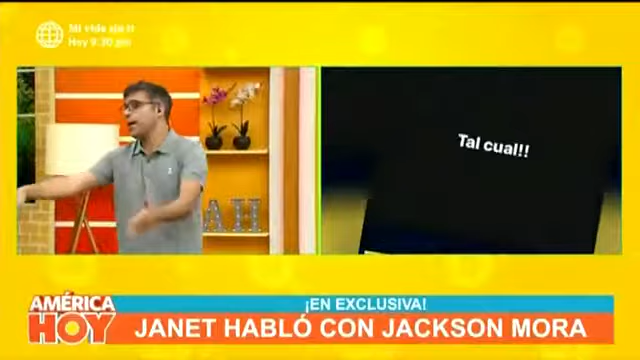 Mi vida sin ti
Hoy 9:30 pm
Tal cual!!
AH
AMÉRICA
HOY
¡EN EXCLUSIVA!
JANET HABLÓ CON JACKSON MORA